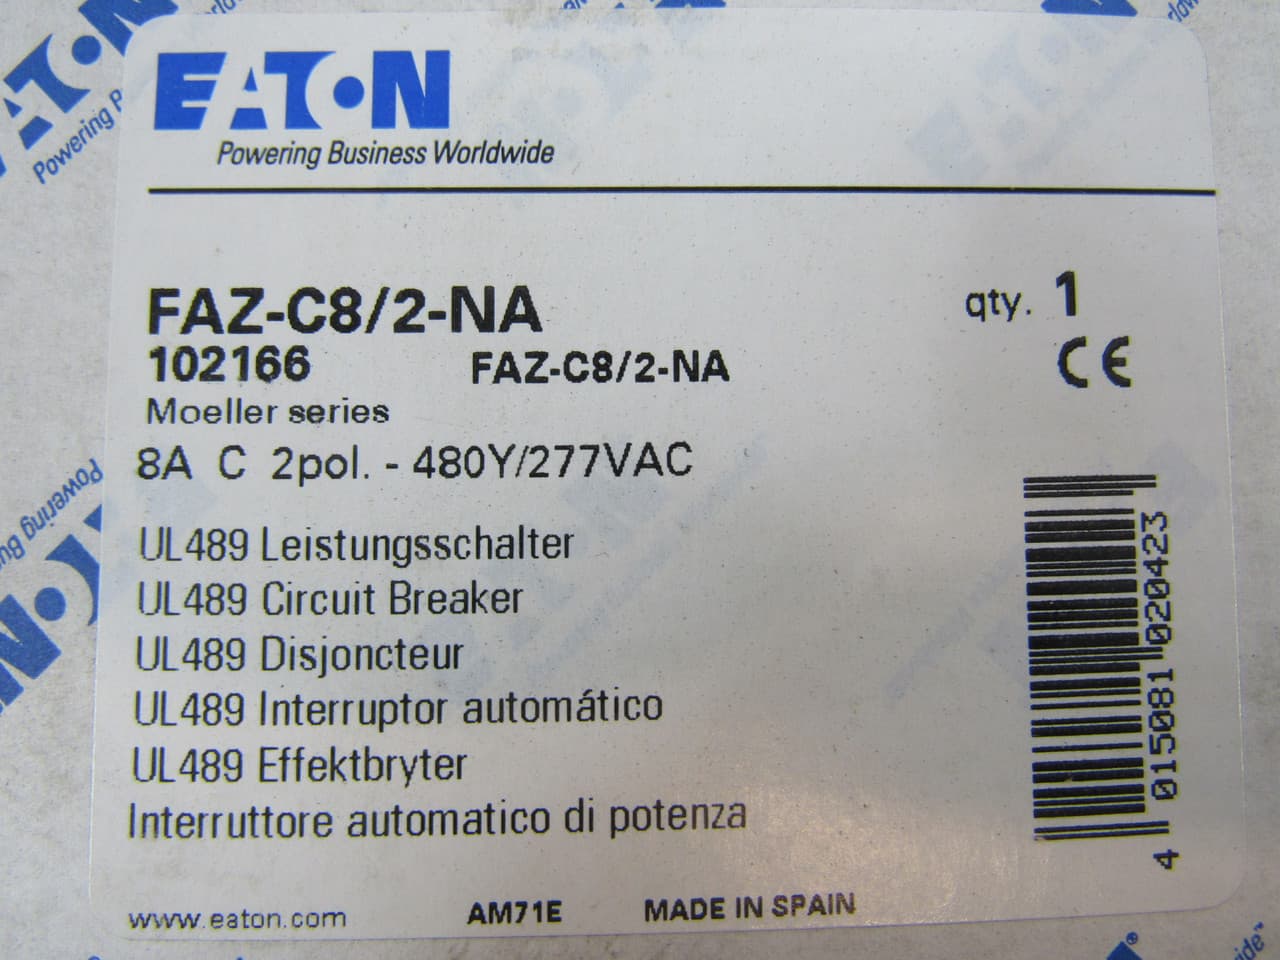 EATON
Powering Business Worldwide
FAZ-C8/2-NA
qty. 1
102166 FAZ-C8/2-NA
CE
Moeller series
8A C 2pol. - 480Y/277VAC
UL489 Leistungsschalter
UL489 Circuit Breaker
UL489 Disjoncteur
UL489 Interruptor automático
UL489 Effektbryter
Interruttore automatico di potenza
4 015081 020423
www.eaton.com AM71E MADE IN SPAIN